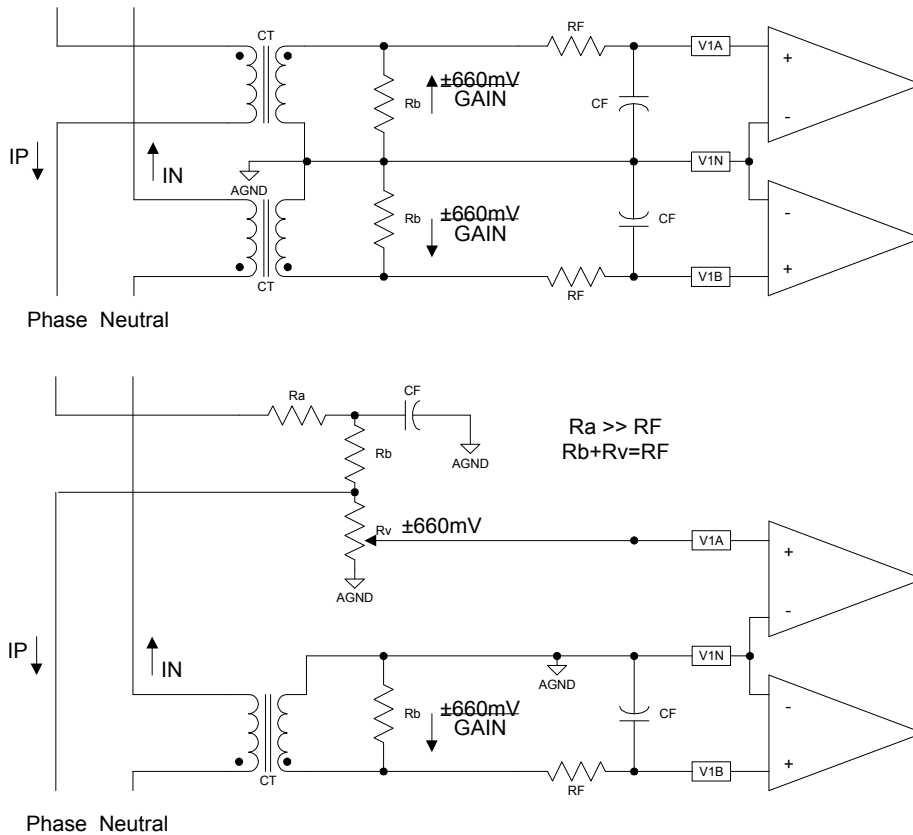 CT
RF
V1A
+
Rb
±660mV
GAIN
CF
-
IP
IN
AGND
V1N
Rb
±660mV
GAIN
CF
-
CT
RF
V1B
+
Phase Neutral
Ra
CF
Ra >> RF
Rb+Rv=RF
Rb
AGND
Rv
±660mV
V1A
+
AGND
-
IP
IN
V1N
AGND
Rb
±660mV
GAIN
CF
-
CT
RF
V1B
+
Phase Neutral